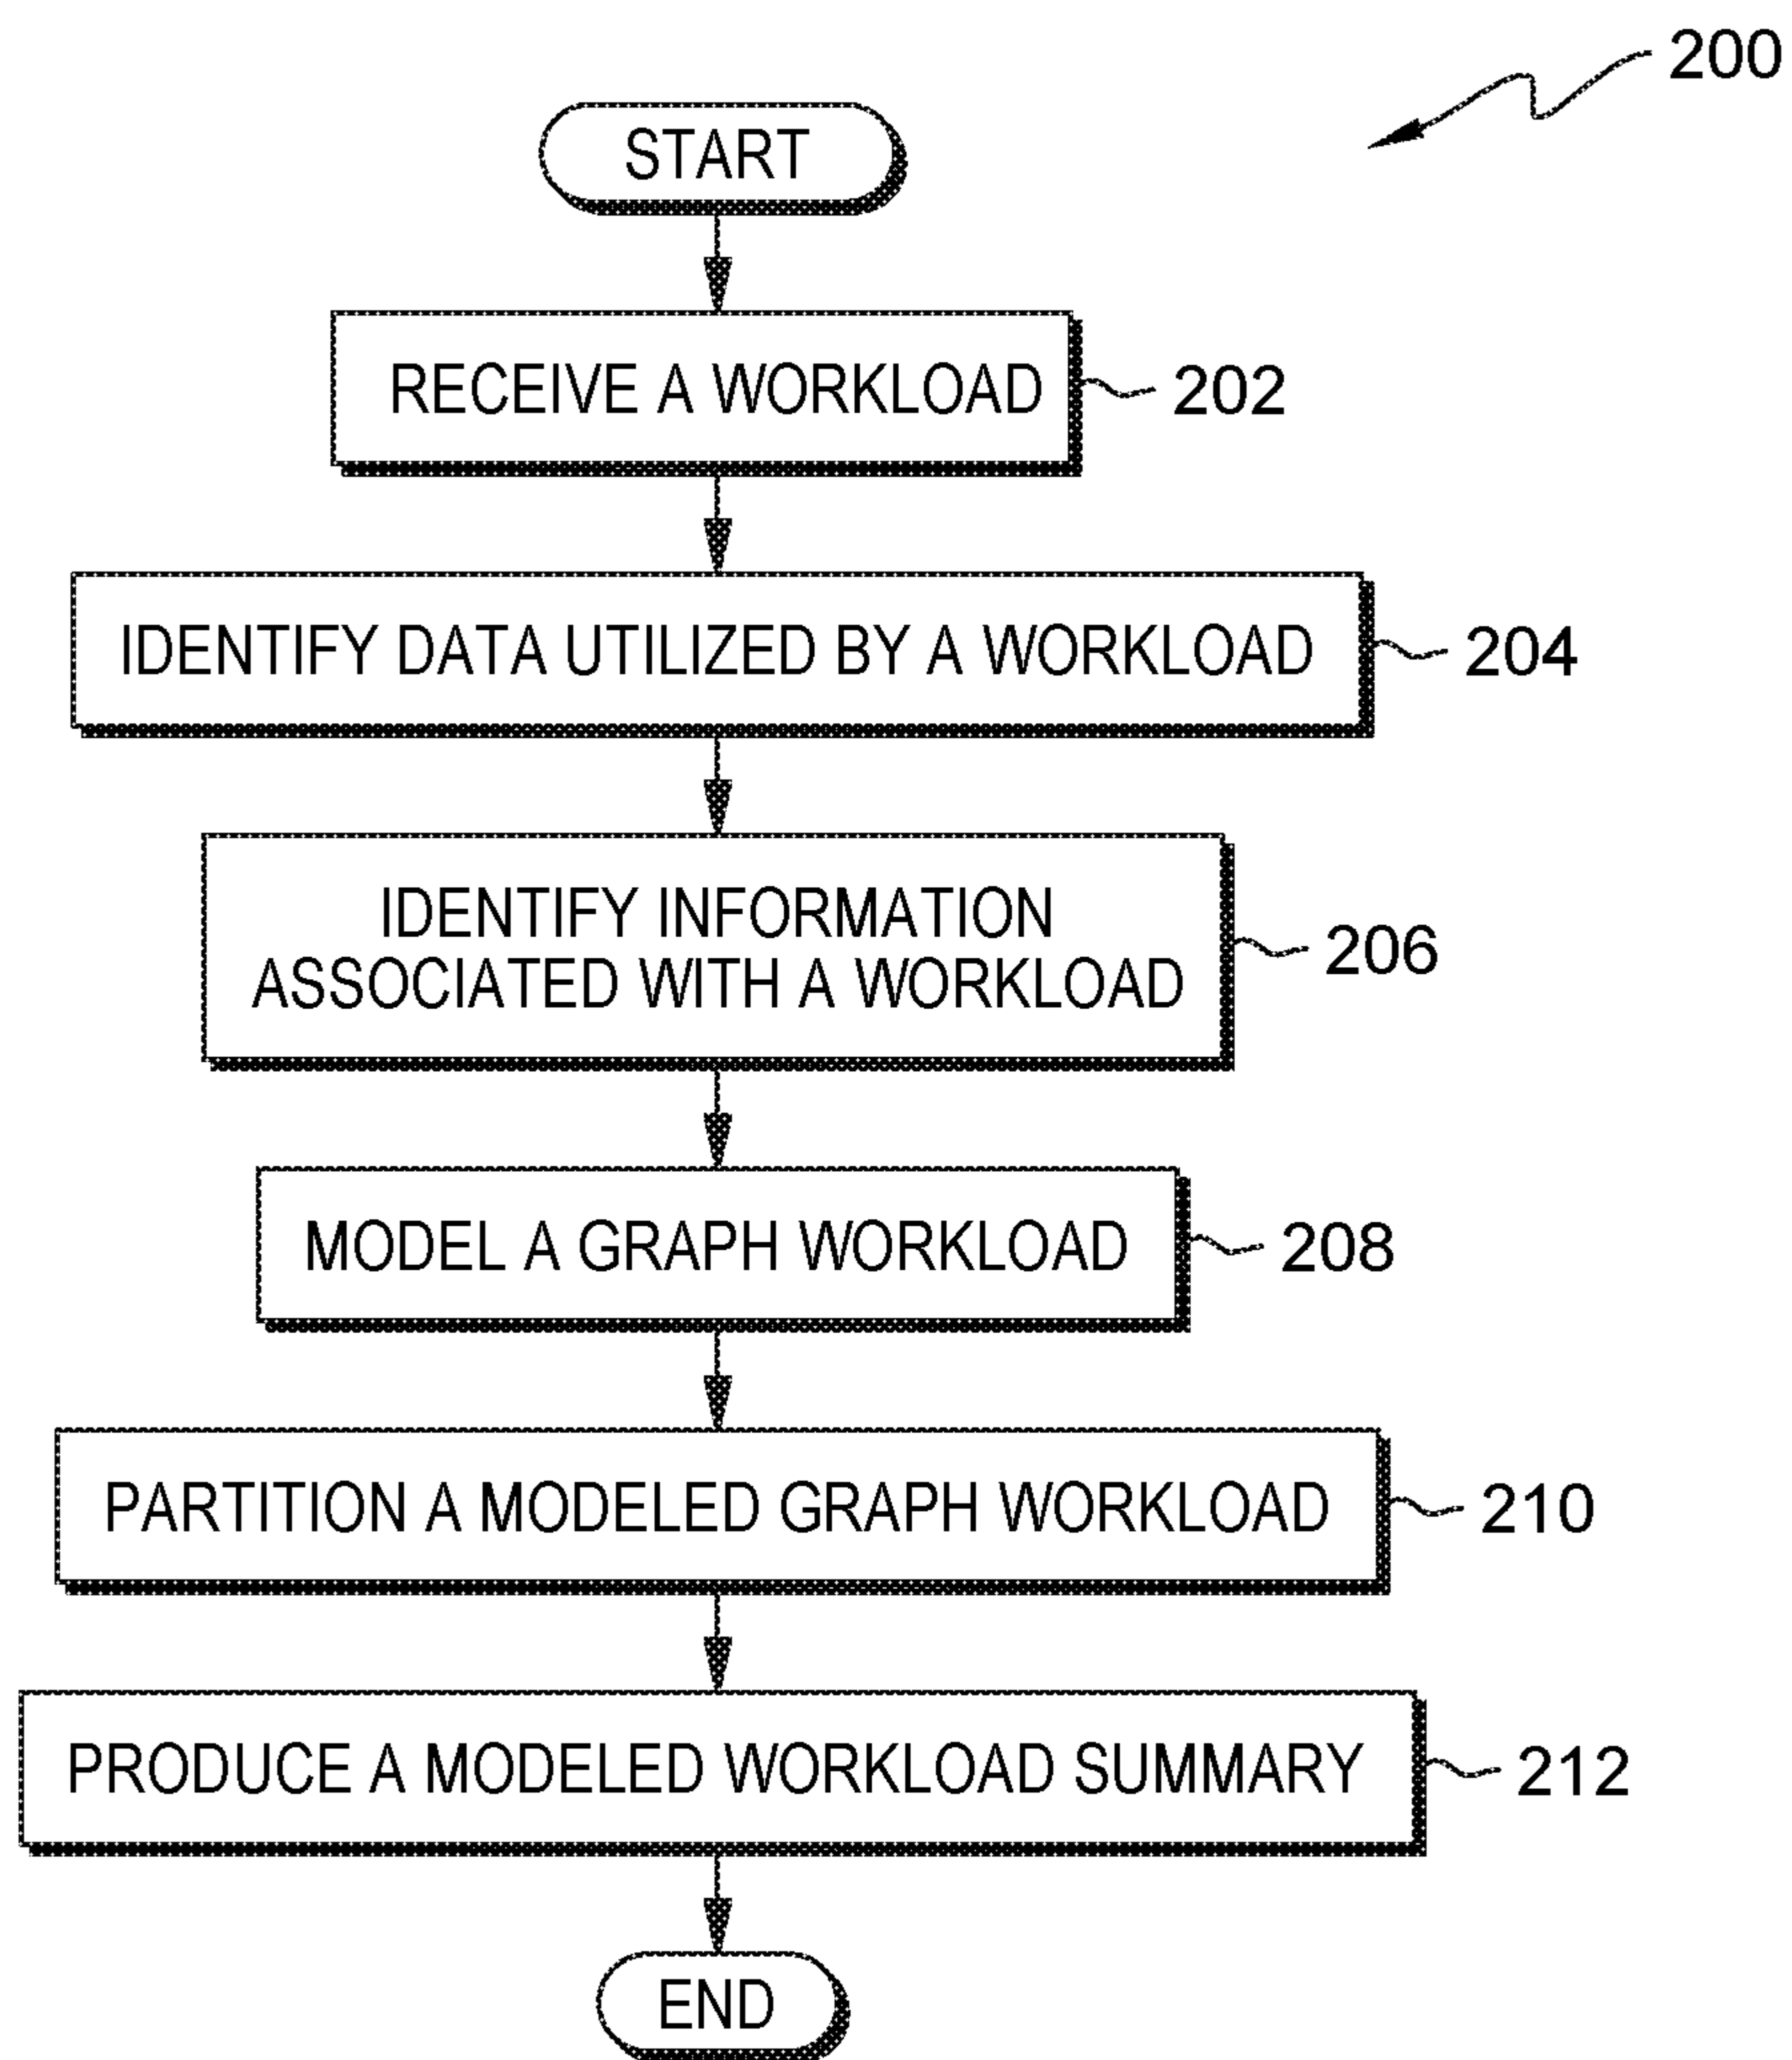 200
START
RECEIVE A WORKLOAD
202
IDENTIFY DATA UTILIZED BY A WORKLOAD
204
IDENTIFY INFORMATION
ASSOCIATED WITH A WORKLOAD
206
MODEL A GRAPH WORKLOAD
208
PARTITION A MODELED GRAPH WORKLOAD
210
PRODUCE A MODELED WORKLOAD SUMMARY
212
END